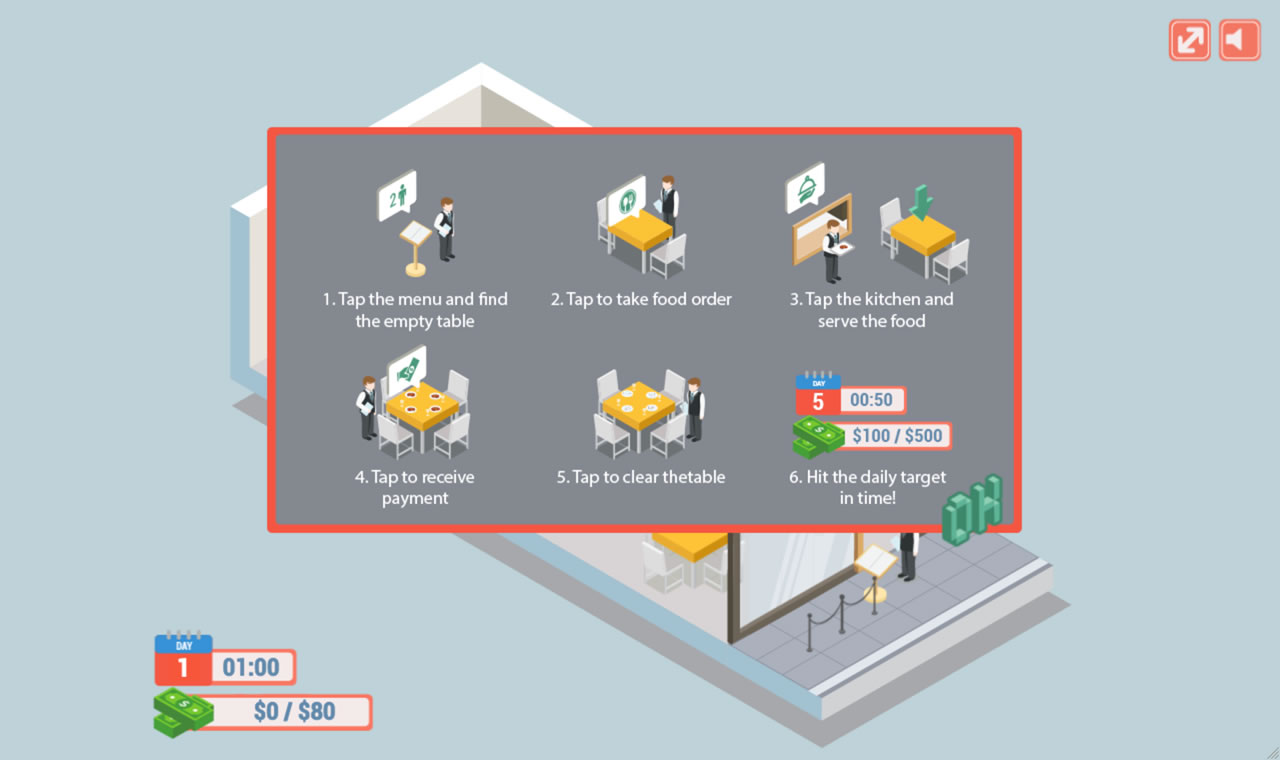 2
1. Tap the menu and find
the empty table
2. Tap to take food order
3. Tap the kitchen and
serve the food
4. Tap to receive
payment
5. Tap to clear thetable
DAY
5
00:50
$100 / $500
6. Hit the daily target
in time!
OK
DAY
1
01:00
$0 / $80